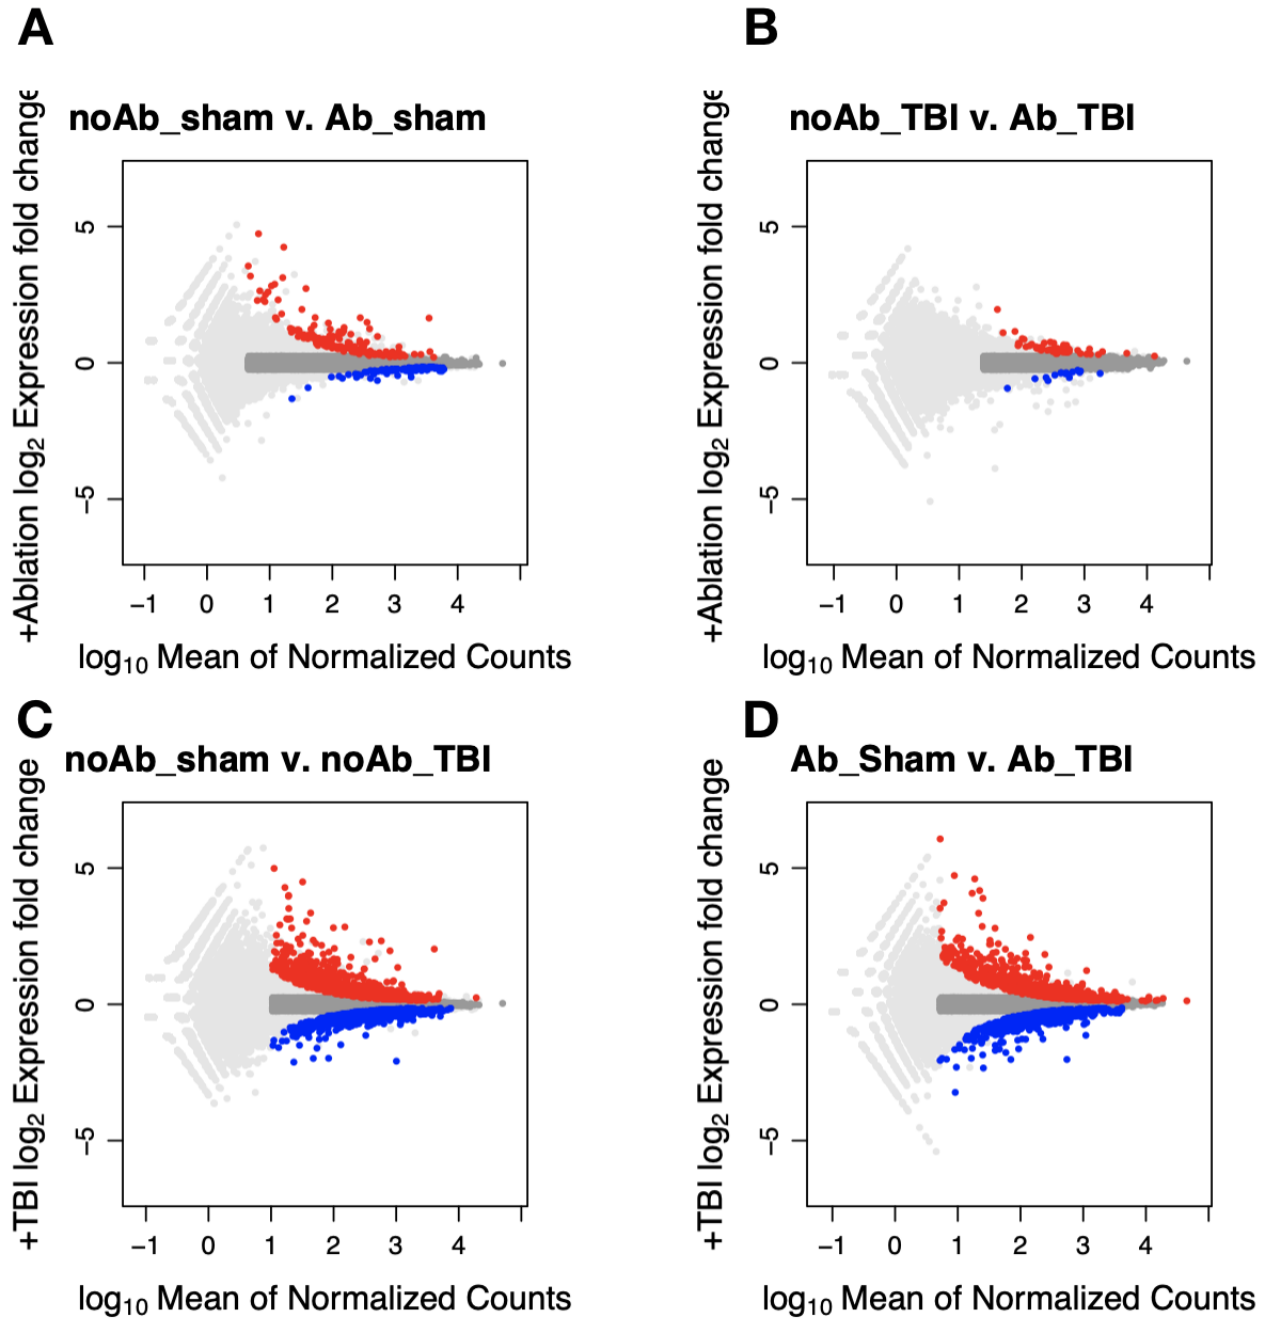 A
B
noAb_sham v. Ab_sham
noAb_TBI v. Ab_TBI
+Ablation log2 Expression fold change
5
0
−5
−1 0 1 2 3 4
log10 Mean of Normalized Counts
+Ablation log2 Expression fold change
5
0
−5
−1 0 1 2 3 4
log10 Mean of Normalized Counts
C
D
noAb_sham v. noAb_TBI
Ab_Sham v. Ab_TBI
+TBI log2 Expression fold change
5
0
−5
−1 0 1 2 3 4
log10 Mean of Normalized Counts
+TBI log2 Expression fold change
5
0
−5
−1 0 1 2 3 4
log10 Mean of Normalized Counts